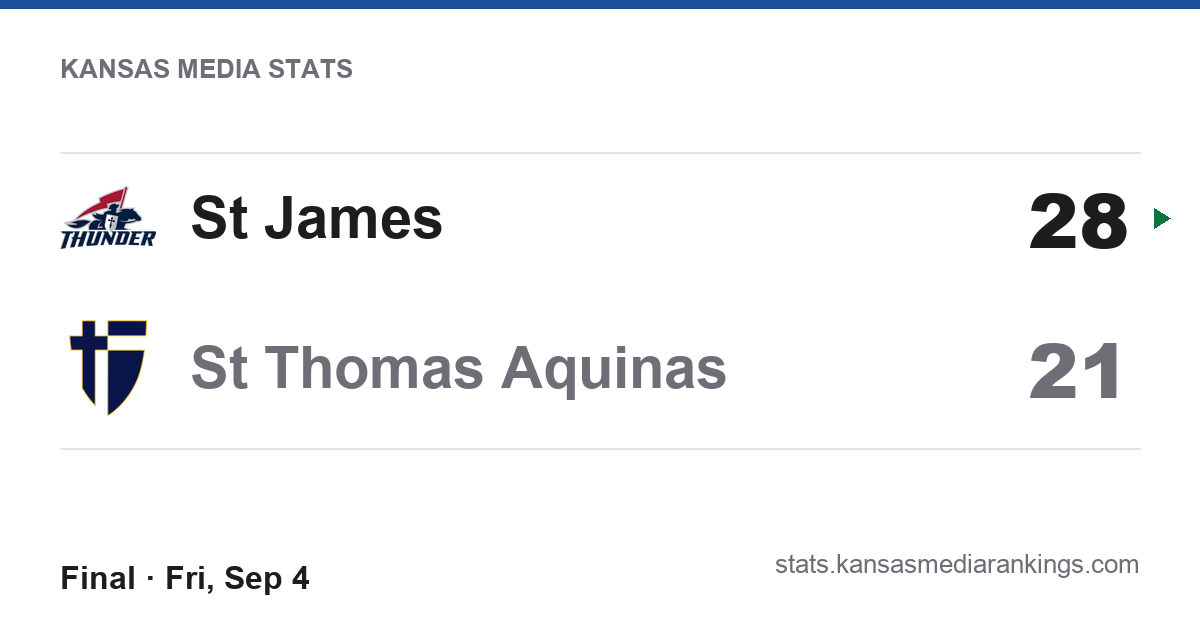 KANSAS MEDIA STATS
THUNDER
St James 28
St Thomas Aquinas 21
Final · Fri, Sep 4
stats.kansasmediarankings.com